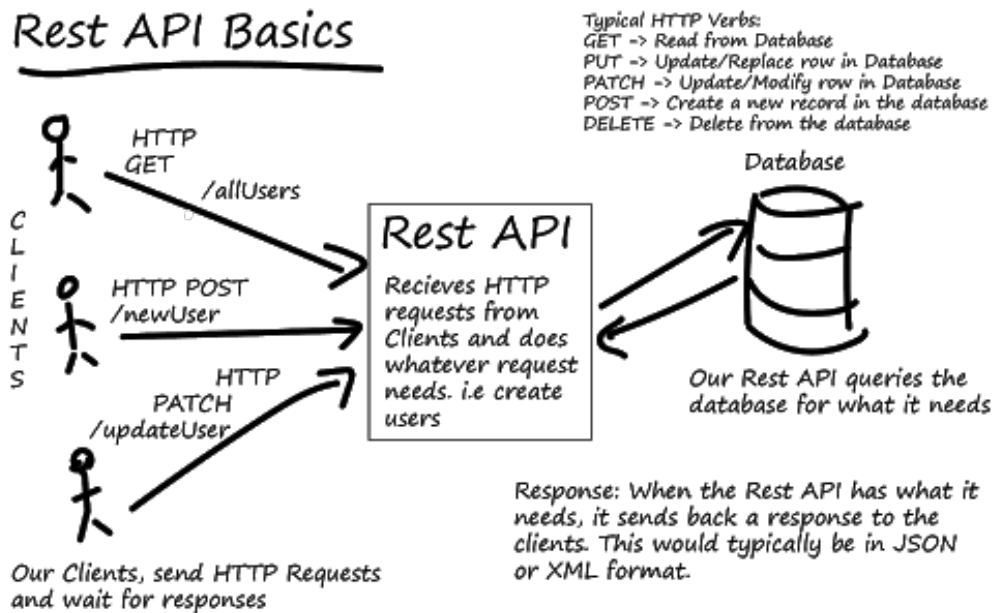 Rest API Basics
Typical HTTP Verbs:
GET -> Read from Database
PUT -> Update/Replace row in Database
PATCH -> Update/Modify row in Database
POST -> Create a new record in the database
DELETE -> Delete from the database
CLIENTS
HTTP
GET
/allUsers
HTTP POST
/newUser
HTTP
PATCH
/updateUser
Our Clients, send HTTP Requests
and wait for responses
Rest API
Recieves HTTP
requests from
Clients and does
whatever request
needs. i.e create
users
Database
Our Rest API queries the
database for what it needs
Response: When the Rest API has what it
needs, it sends back a response to the
clients. This would typically be in JSON
or XML format.